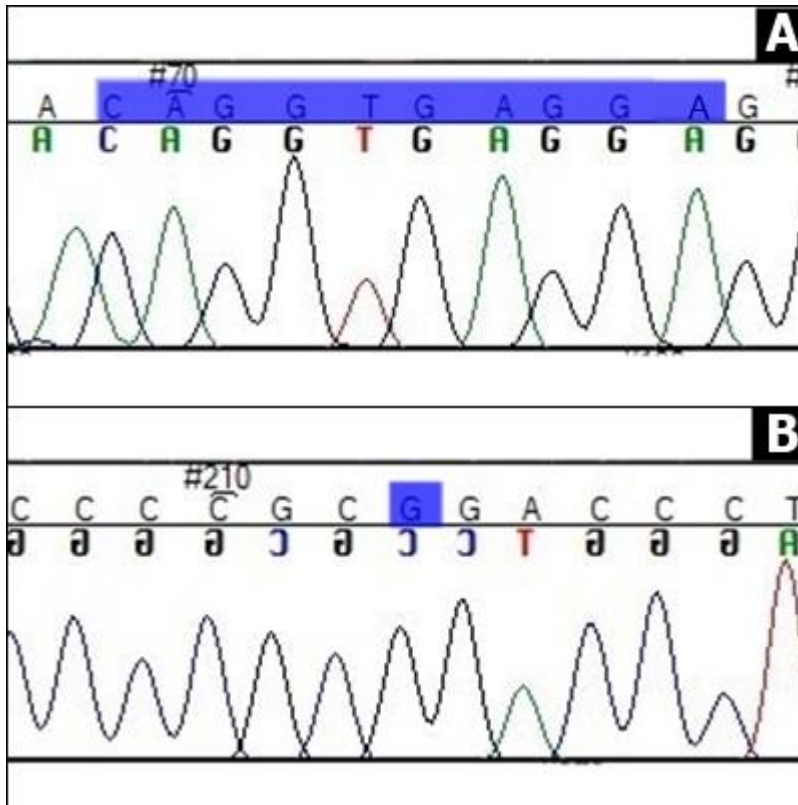 A
#70 #
A C A G G T G A G G A G
A C A G G T G A G G A G
B
#210
C C C C G C G G A C C C T
G G G G C G C C T G G G A